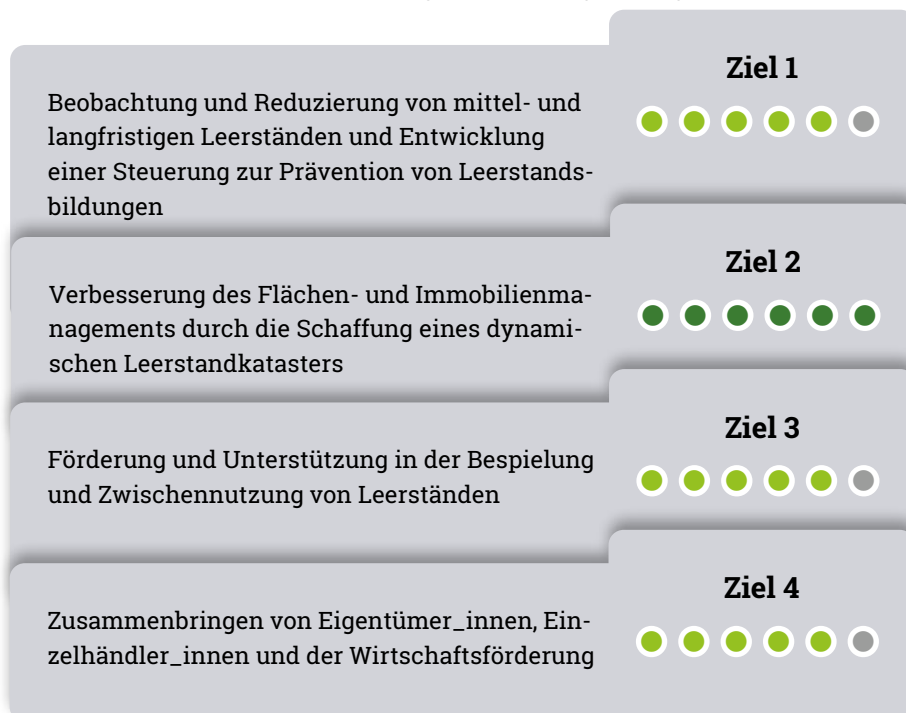 Ziel 1
Beobachtung und Reduzierung von mittel- und
langfristigen Leerständen und Entwicklung
einer Steuerung zur Prävention von Leerstands-
bildungen
Ziel 2
Verbesserung des Flächen- und Immobilienma-
nagements durch die Schaffung eines dynami-
schen Leerstandkatasters
Ziel 3
Förderung und Unterstützung in der Bespielung
und Zwischennutzung von Leerständen
Ziel 4
Zusammenbringen von Eigentümer_innen, Ein-
zelhändler_innen und der Wirtschaftsförderung